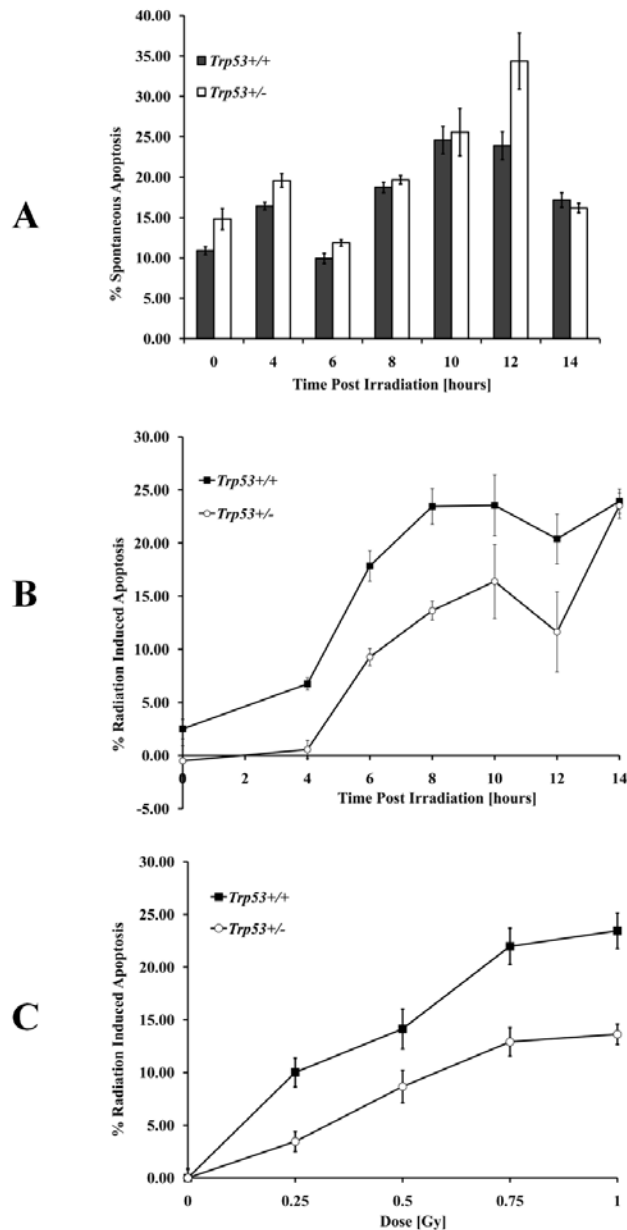 A
% Spontaneous Apoptosis
40.00
35.00
30.00
25.00
20.00
15.00
10.00
5.00
0.00
Trp53+/+
Trp53+/-
0 4 6 8 10 12 14
Time Post Irradiation [hours]
B
% Radiation Induced Apoptosis
30.00
25.00
20.00
15.00
10.00
5.00
0.00
-5.00
Trp53+/+
Trp53+/-
0 2 4 6 8 10 12 14
Time Post Irradiation [hours]
C
% Radiation Induced Apoptosis
30.00
25.00
20.00
15.00
10.00
5.00
0.00
Trp53+/+
Trp53+/-
0 0.25 0.5 0.75 1
Dose [Gy]